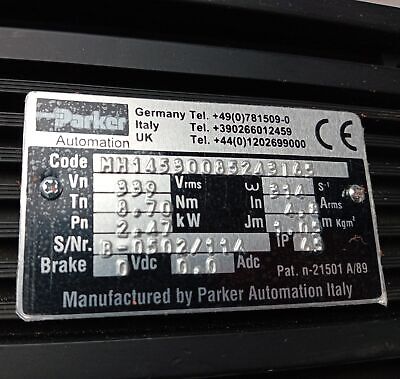 Parker
Automation
Germany Tel. +49(0)781509-0
Italy Tel. +390266012459
UK Tel. +44(0)1202699000
CE
Code
Vn 339 Vrms ω 314 S⁻¹
Tn 8.70 Nm In Arms
Pn 2.47 kW Jm m Kgm²
S/Nr. B-0502/114 IP
Brake 0 Vdc 0.0 Adc
Pat. n-21501 A/89
Manufactured by Parker Automation Italy